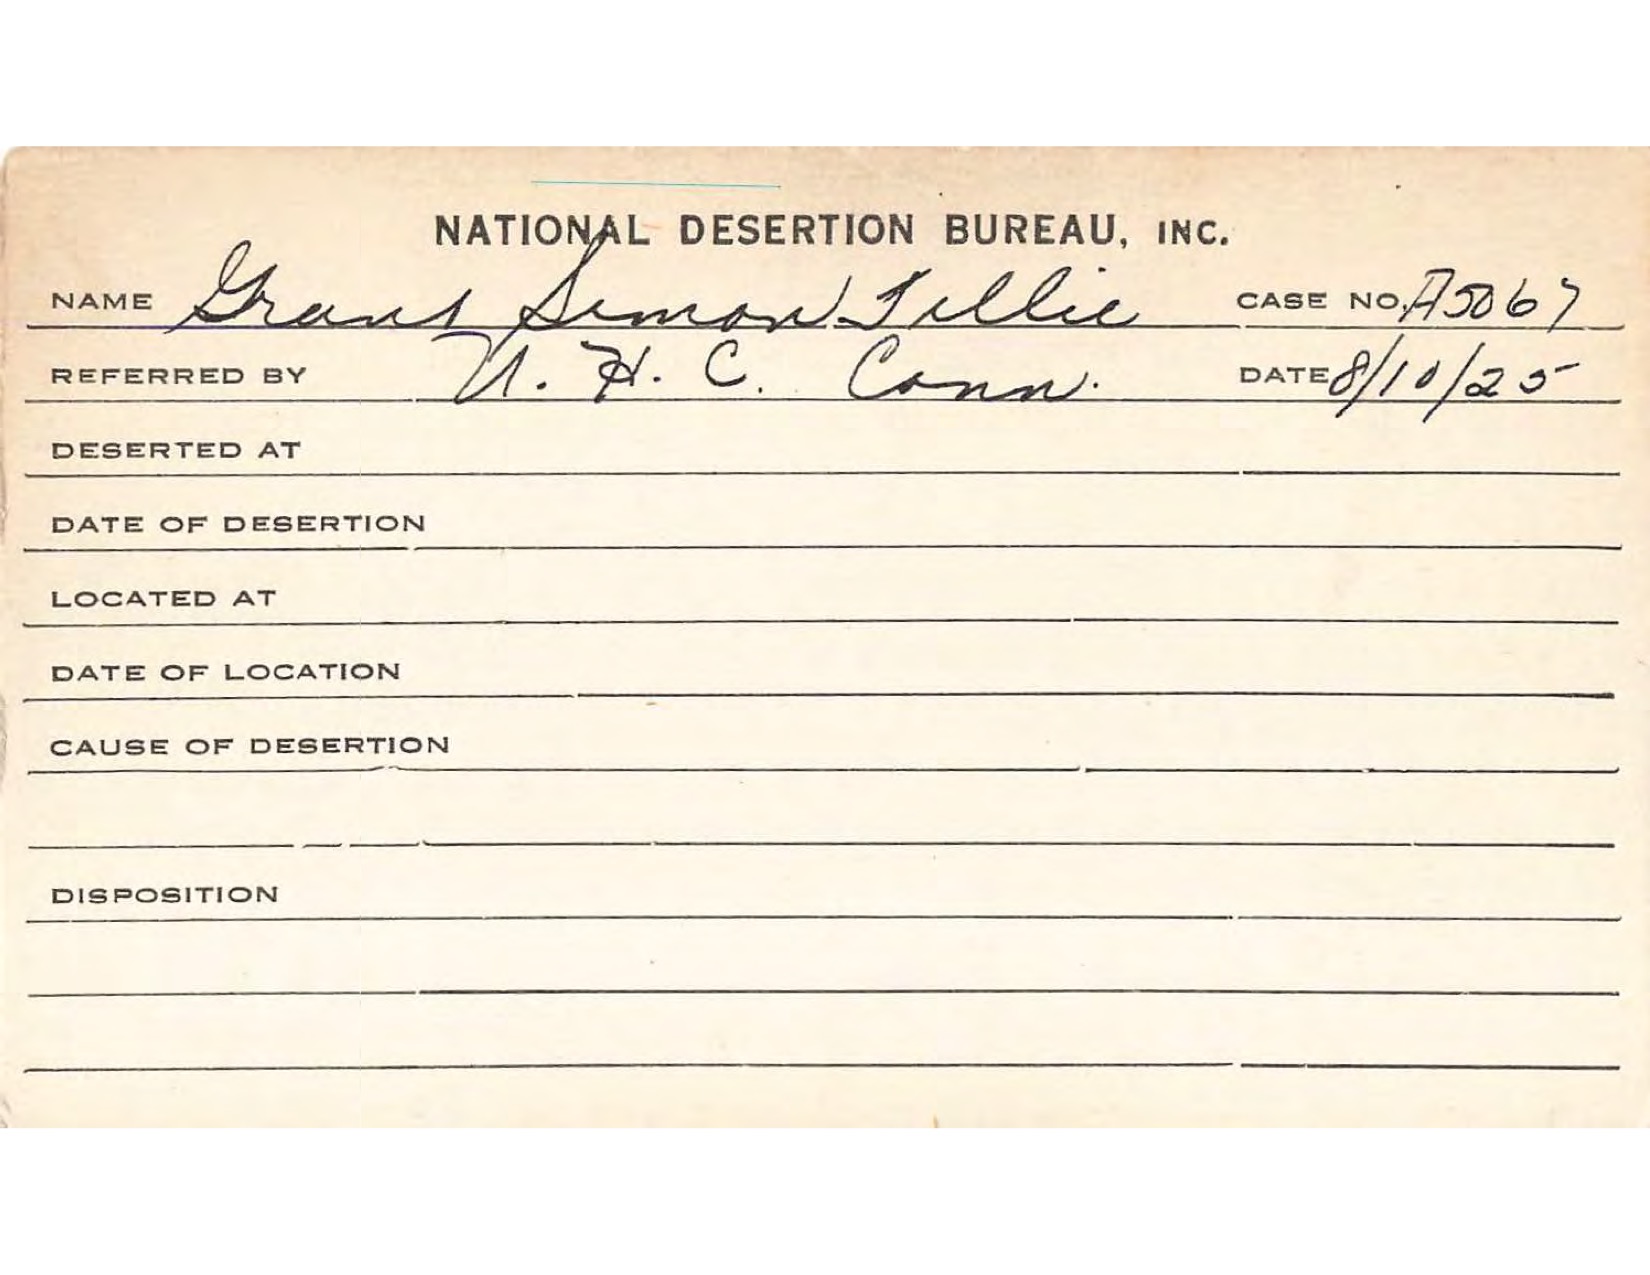 NATIONAL DESERTION BUREAU, INC.
NAME Grant Simon Tillie CASE NO. A5067
REFERRED BY U. H. C. Conn. DATE 8/10/25
DESERTED AT
DATE OF DESERTION
LOCATED AT
DATE OF LOCATION
CAUSE OF DESERTION
DISPOSITION